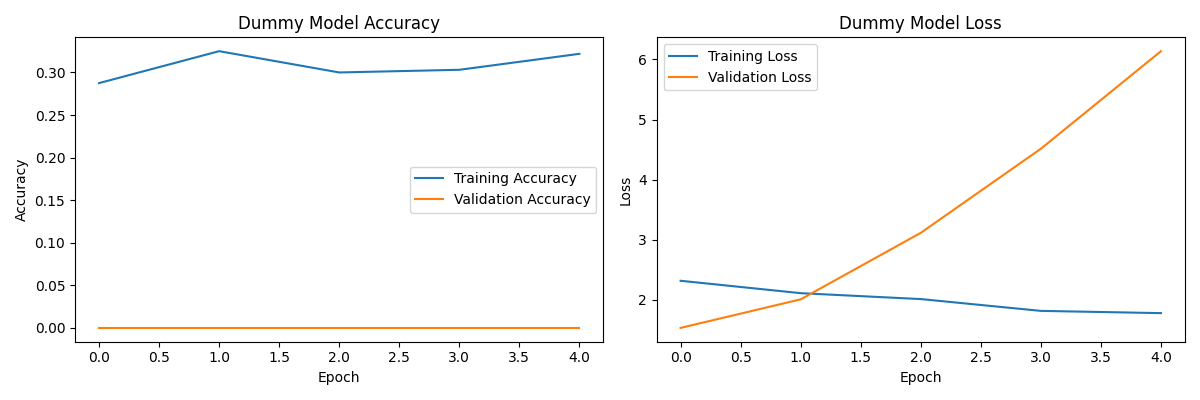 Dummy Model Accuracy
Accuracy
0.30
0.25
0.20
0.15
0.10
0.05
0.00
Training Accuracy
Validation Accuracy
0.0 0.5 1.0 1.5 2.0 2.5 3.0 3.5 4.0
Epoch
Dummy Model Loss
Loss
6
5
4
3
2
Training Loss
Validation Loss
0.0 0.5 1.0 1.5 2.0 2.5 3.0 3.5 4.0
Epoch